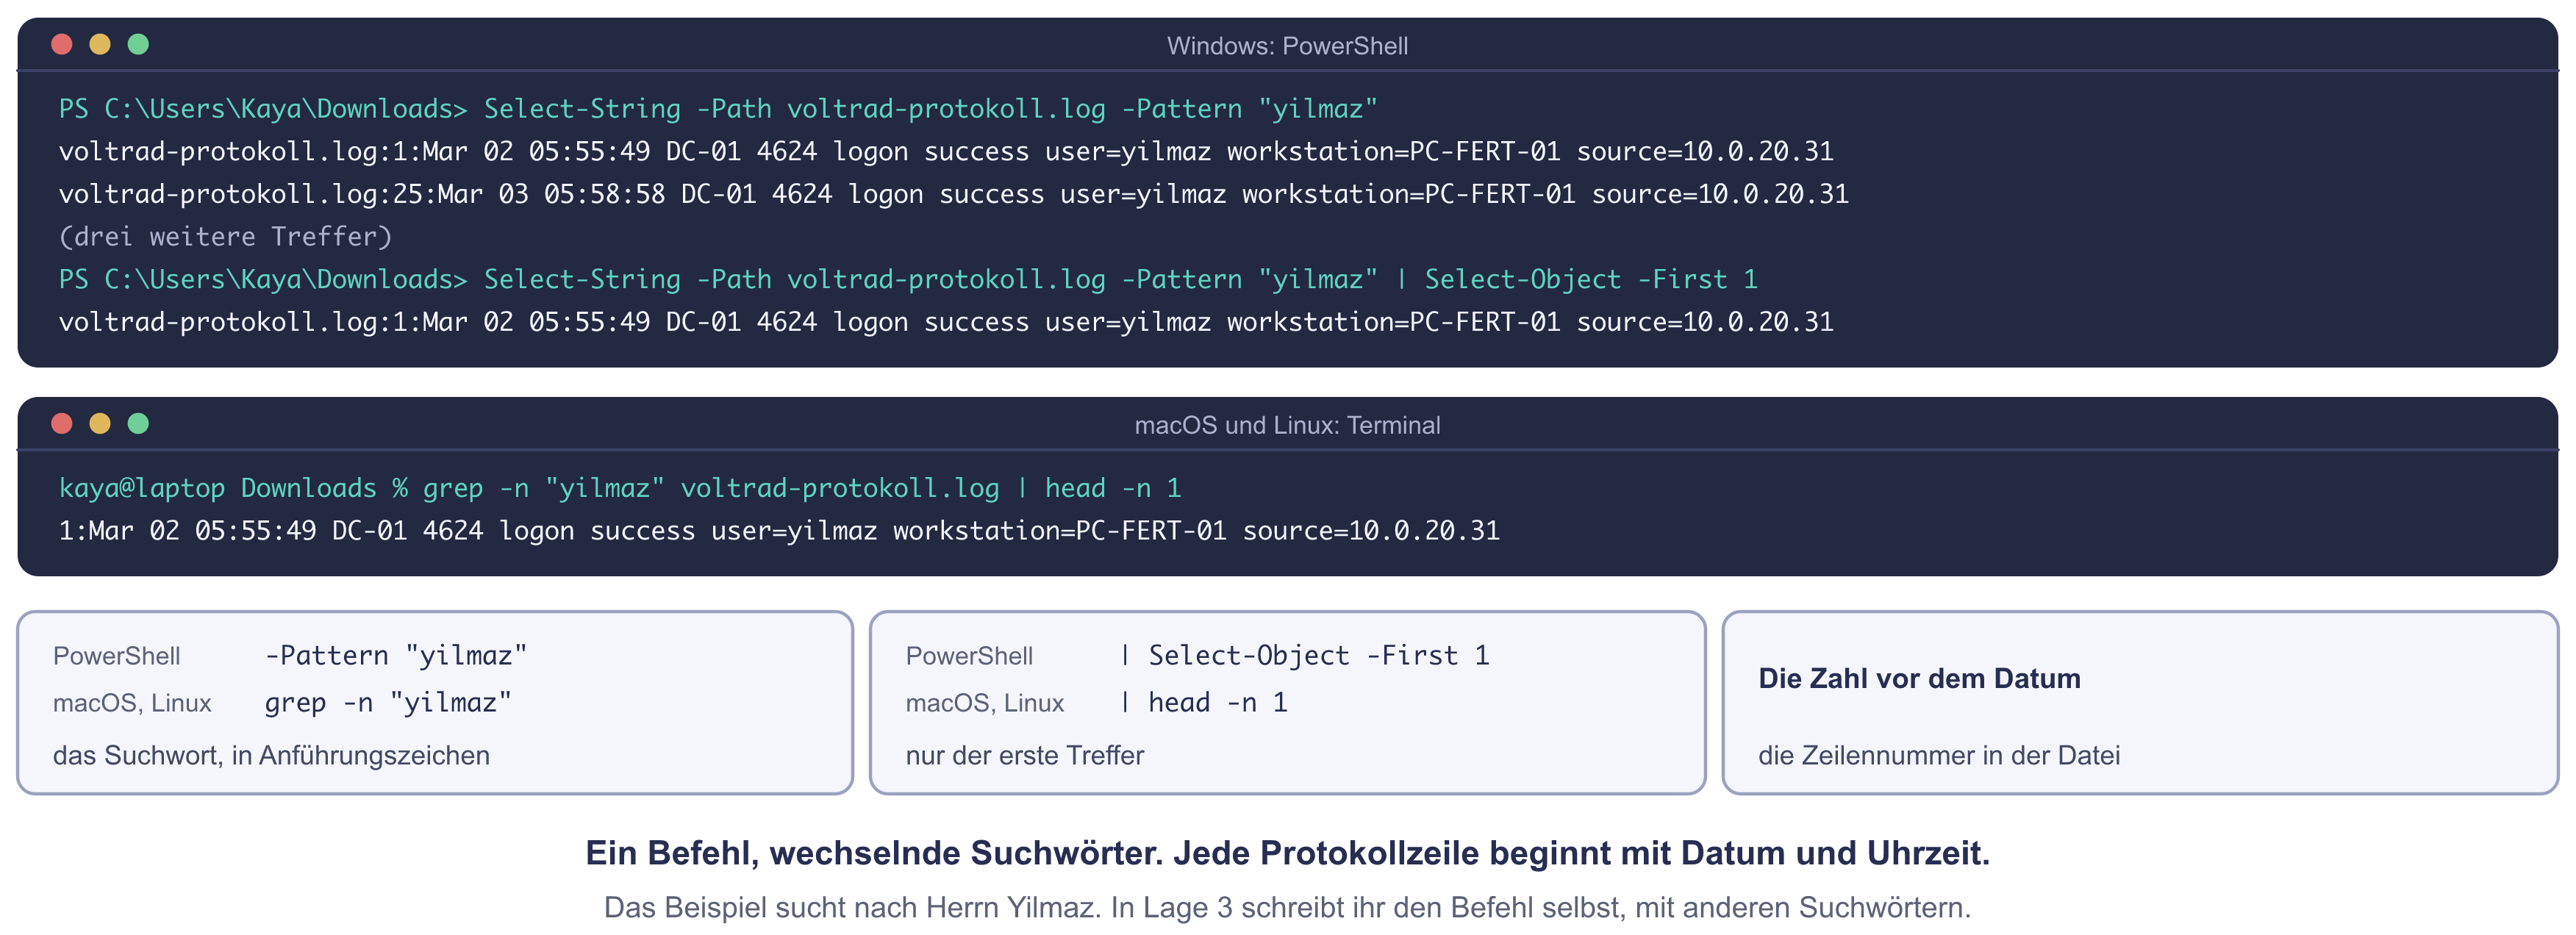 Windows: PowerShell
PS C:\Users\Kaya\Downloads> Select-String -Path voltrad-protokoll.log -Pattern "yilmaz"
voltrad-protokoll.log:1:Mar 02 05:55:49 DC-01 4624 logon success user=yilmaz workstation=PC-FERT-01 source=10.0.20.31
voltrad-protokoll.log:25:Mar 03 05:58:58 DC-01 4624 logon success user=yilmaz workstation=PC-FERT-01 source=10.0.20.31
(drei weitere Treffer)
PS C:\Users\Kaya\Downloads> Select-String -Path voltrad-protokoll.log -Pattern "yilmaz" | Select-Object -First 1
voltrad-protokoll.log:1:Mar 02 05:55:49 DC-01 4624 logon success user=yilmaz workstation=PC-FERT-01 source=10.0.20.31
macOS und Linux: Terminal
kaya@laptop Downloads % grep -n "yilmaz" voltrad-protokoll.log | head -n 1
1:Mar 02 05:55:49 DC-01 4624 logon success user=yilmaz workstation=PC-FERT-01 source=10.0.20.31
PowerShell -Pattern "yilmaz"
macOS, Linux grep -n "yilmaz"
das Suchwort, in Anführungszeichen
PowerShell | Select-Object -First 1
macOS, Linux | head -n 1
nur der erste Treffer
Die Zahl vor dem Datum
die Zeilennummer in der Datei
Ein Befehl, wechselnde Suchwörter. Jede Protokollzeile beginnt mit Datum und Uhrzeit.
Das Beispiel sucht nach Herrn Yilmaz. In Lage 3 schreibt ihr den Befehl selbst, mit anderen Suchwörtern.